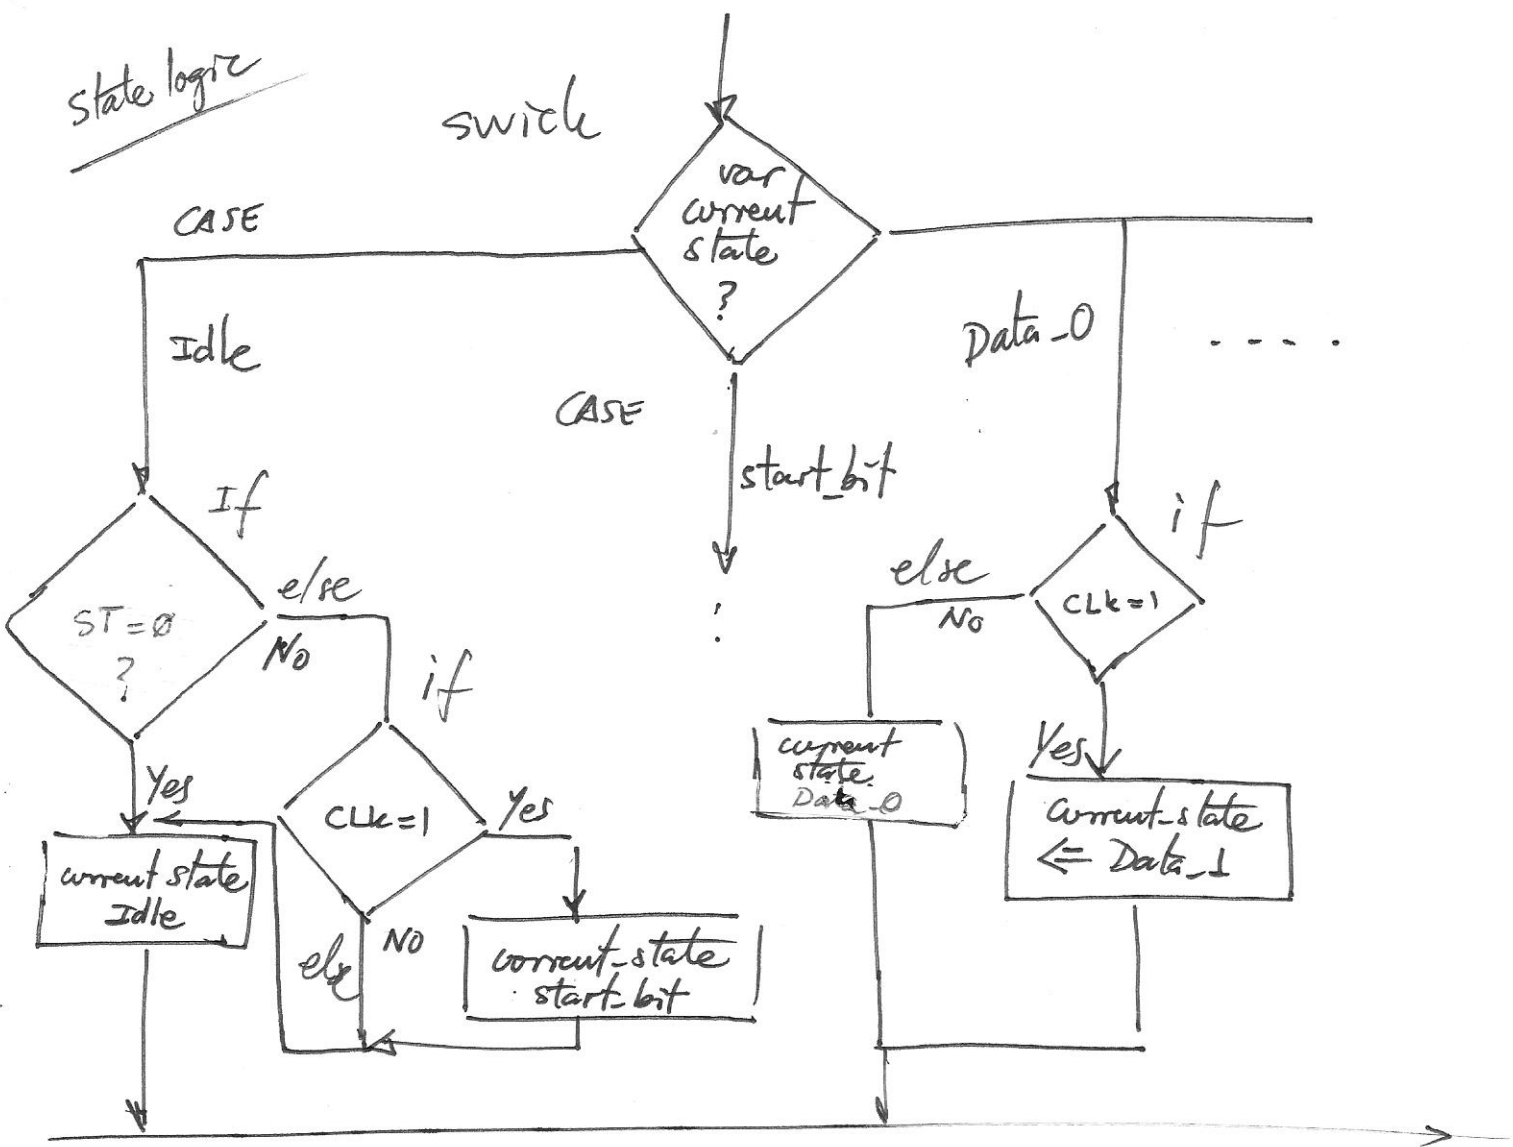 State logic
swich
var
current
state
?
CASE
Idle
CASE
start_bit
Data_0
If
ST=0
?
else
No
Yes
current state
Idle
if
CLK=1
Yes
NO
else
current_state
start_bit
if
CLK=1
else
No
current
state
Data_0
Yes
current_state
<= Data_1